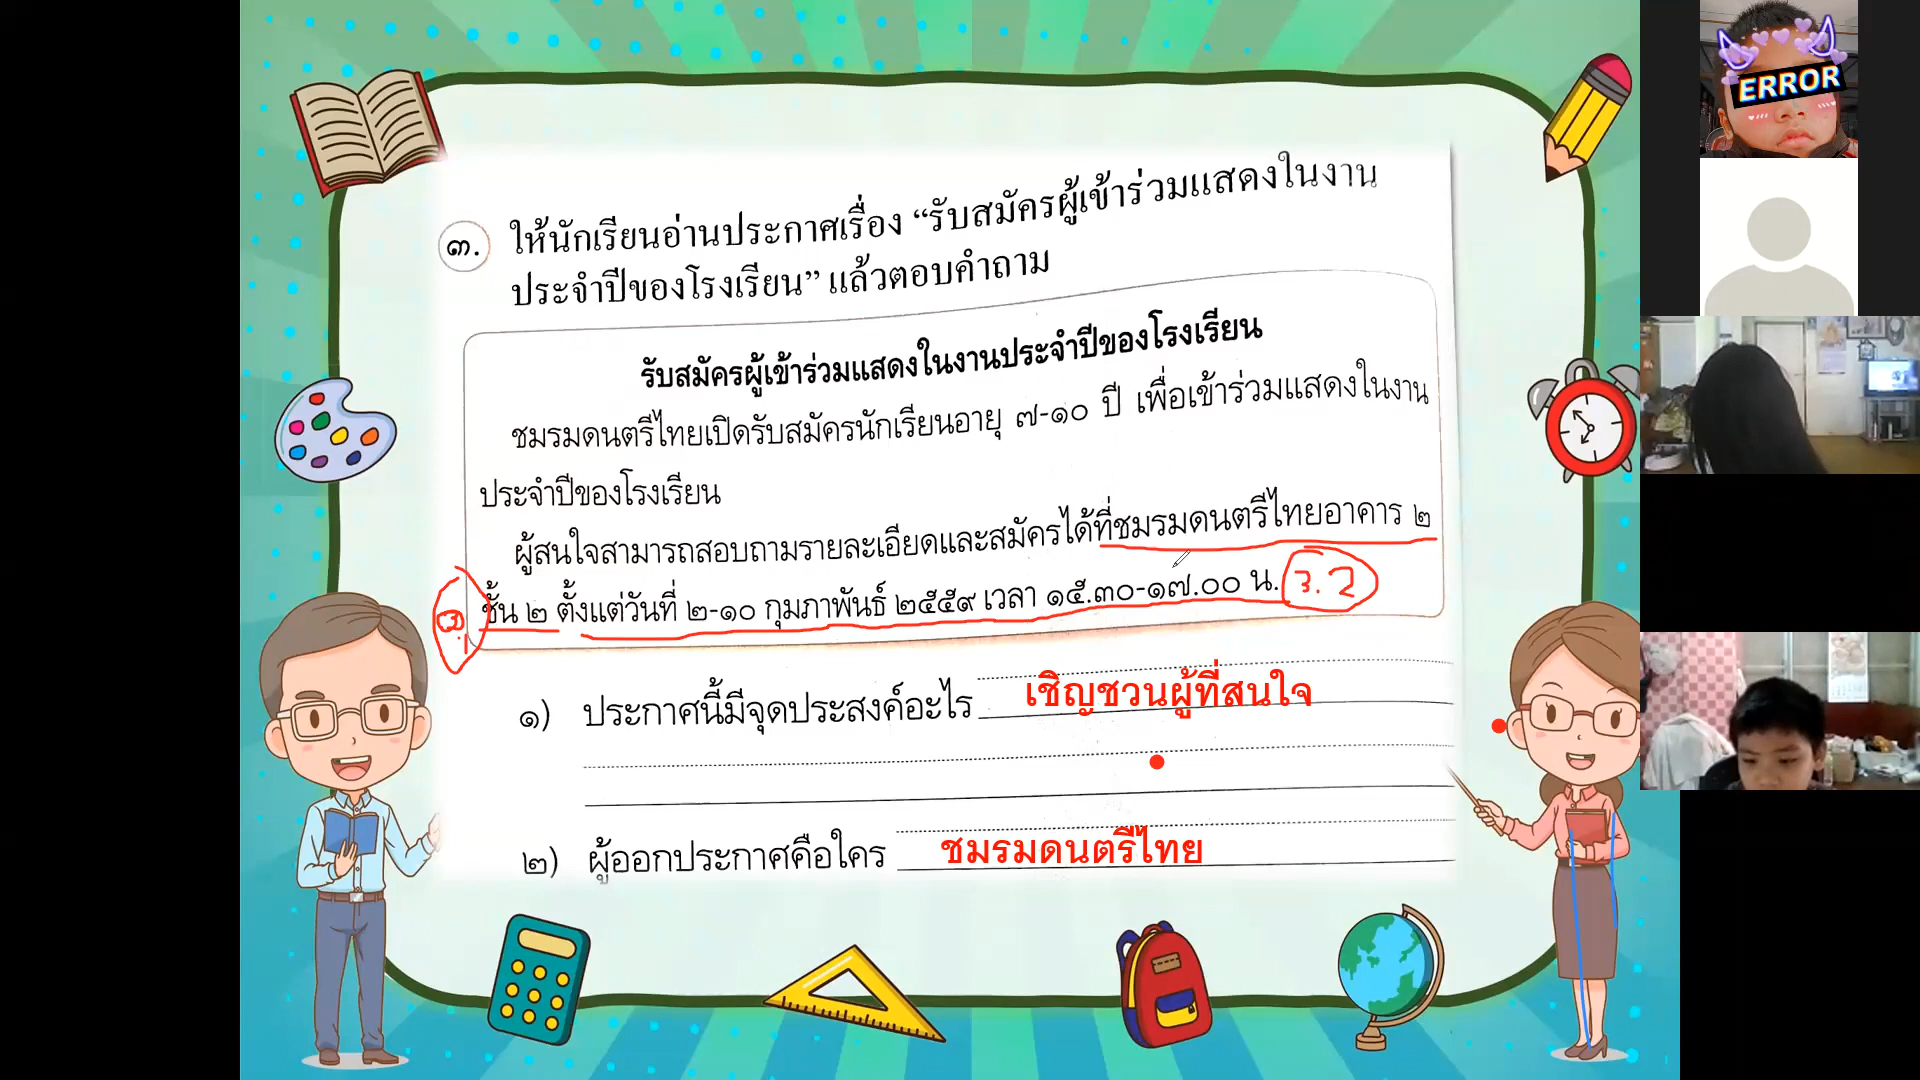 ๓. ให้นักเรียนอ่านประกาศเรื่อง “รับสมัครผู้เข้าร่วมแสดงในงาน
ประจำปีของโรงเรียน” แล้วตอบคำถาม
รับสมัครผู้เข้าร่วมแสดงในงานประจำปีของโรงเรียน
ชมรมดนตรีไทยเปิดรับสมัครนักเรียนอายุ ๗-๑๐ ปี เพื่อเข้าร่วมแสดงในงาน
ประจำปีของโรงเรียน
ผู้สนใจสามารถสอบถามรายละเอียดและสมัครได้ที่ชมรมดนตรีไทยอาคาร ๒
ชั้น ๒ ตั้งแต่วันที่ ๒-๑๐ กุมภาพันธ์ ๒๕๕๙ เวลา ๑๕.๓๐-๑๗.๐๐ น.
๑) ประกาศนี้มีจุดประสงค์อะไร เชิญชวนผู้ที่สนใจ
๒) ผู้ออกประกาศคือใคร ชมรมดนตรีไทย
ERROR